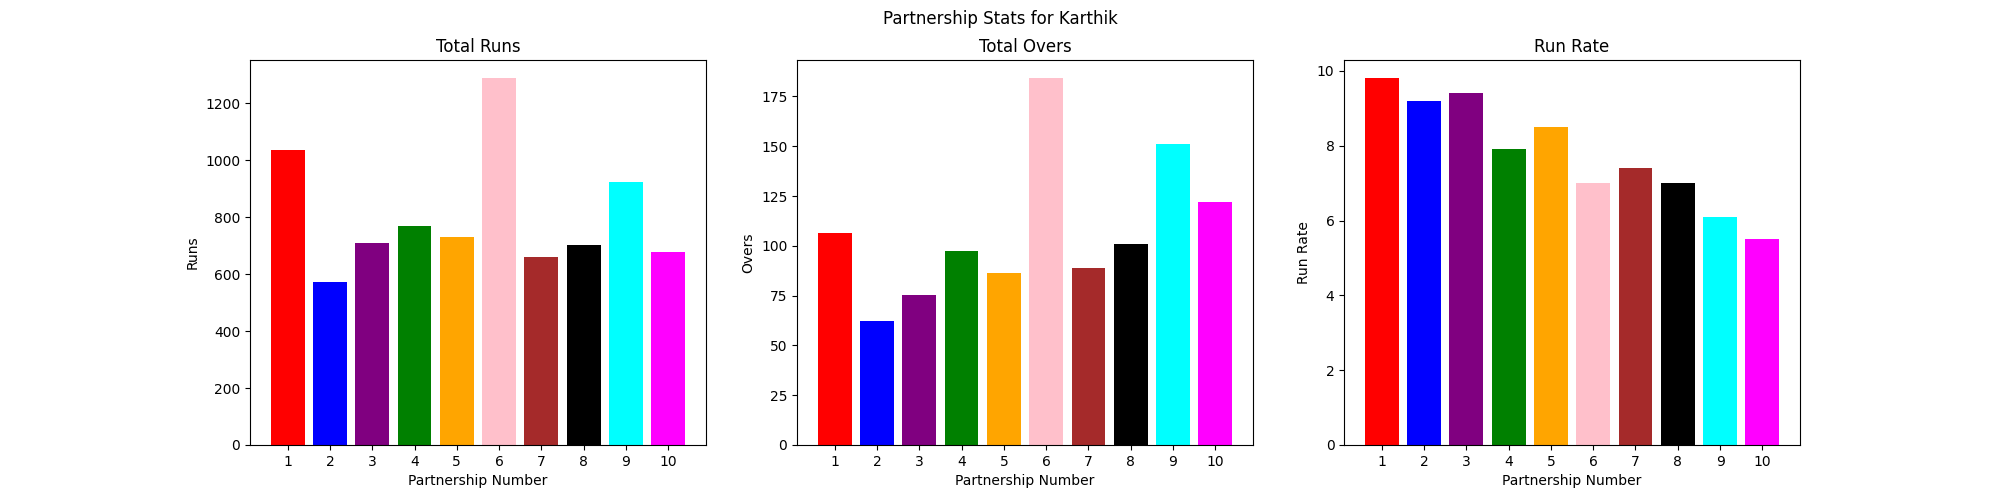 Partnership Stats for Karthik
Total Runs
1200
1000
800
600
400
200
0
Runs
1 2 3 4 5 6 7 8 9 10
Partnership Number
Total Overs
175
150
125
100
75
50
25
0
Overs
1 2 3 4 5 6 7 8 9 10
Partnership Number
Run Rate
10
8
6
4
2
0
Run Rate
1 2 3 4 5 6 7 8 9 10
Partnership Number